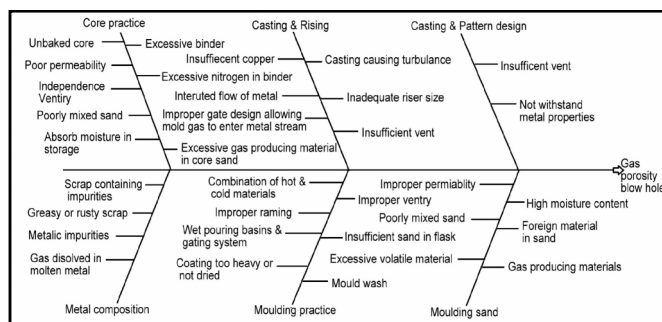 Core practice
Casting & Rising
Casting & Pattern design
Unbaked core
Excessive binder
Poor permeability
Excessive nitrogen in binder
Independence
Ventiry
Poorly mixed sand
Absorb moisture in
storage
Excessive gas producing material
in core sand
Insuffiecent copper
Casting causing turbulance
Interuted flow of metal
Inadequate riser size
Improper gate design allowing
mold gas to enter metal stream
Insufficient vent
Insufficent vent
Not withstand
metal properties
Gas
porosity
blow hole
Scrap containing
impurities
Greasy or rusty scrap
Metalic impurities
Gas disolved in
molten metal
Metal composition
Combination of hot &
cold materials
Improper ventry
Improper raming
Wet pouring basins &
gating system
Insufficient sand in flask
Coating too heavy or
not dried
Mould wash
Moulding practice
Improper permiablity
High moisture content
Poorly mixed sand
Foreign material
in sand
Excessive volatile material
Gas producing materials
Moulding sand